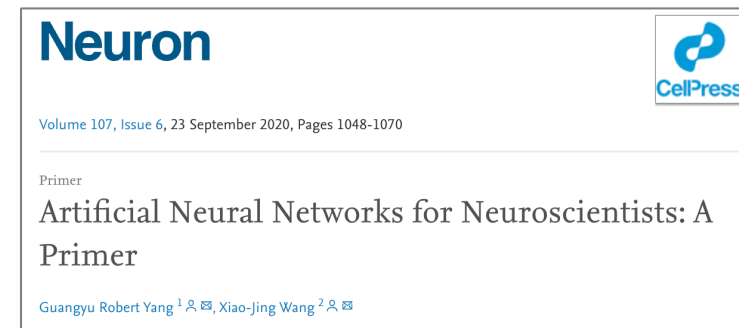 Neuron
CellPress
Volume 107, Issue 6, 23 September 2020, Pages 1048-1070
Primer
Artificial Neural Networks for Neuroscientists: A
Primer
Guangyu Robert Yang 1, Xiao-Jing Wang 2